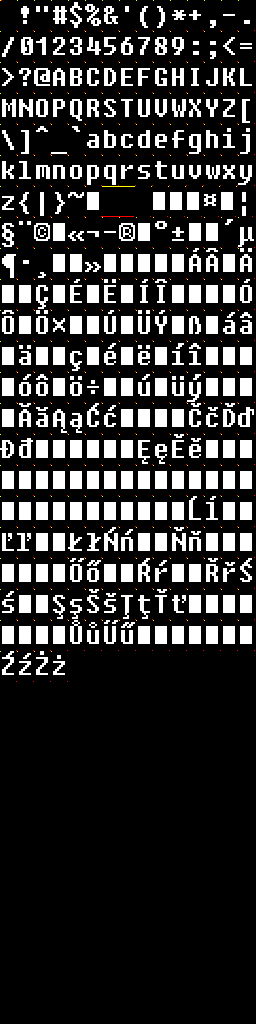 !"#$%&'()*+,-.
/0123456789:;<=
>?@ABCDEFGHIJKL
MNOPQRSTUVWXYZ[
\]^_`abcdefghij
klmnopqrstuvwxy
z{|}~¤¦
§¨©«¬-®°±´µ
¶·¸»ÁÂÄ
ÇÉËÍÎÓ
ÔÖ×ÚÜÝßáâ
äçéëíî
óôö÷úüý
ĂăĄąĆćČčĎď
ĐđĘęĚě
Ĺĺ
ĽľŁłŃńŇň
ŐőŔŕŘřŚ
śŞşŠšŢţŤť
ŮůŰű
ŹźŻż